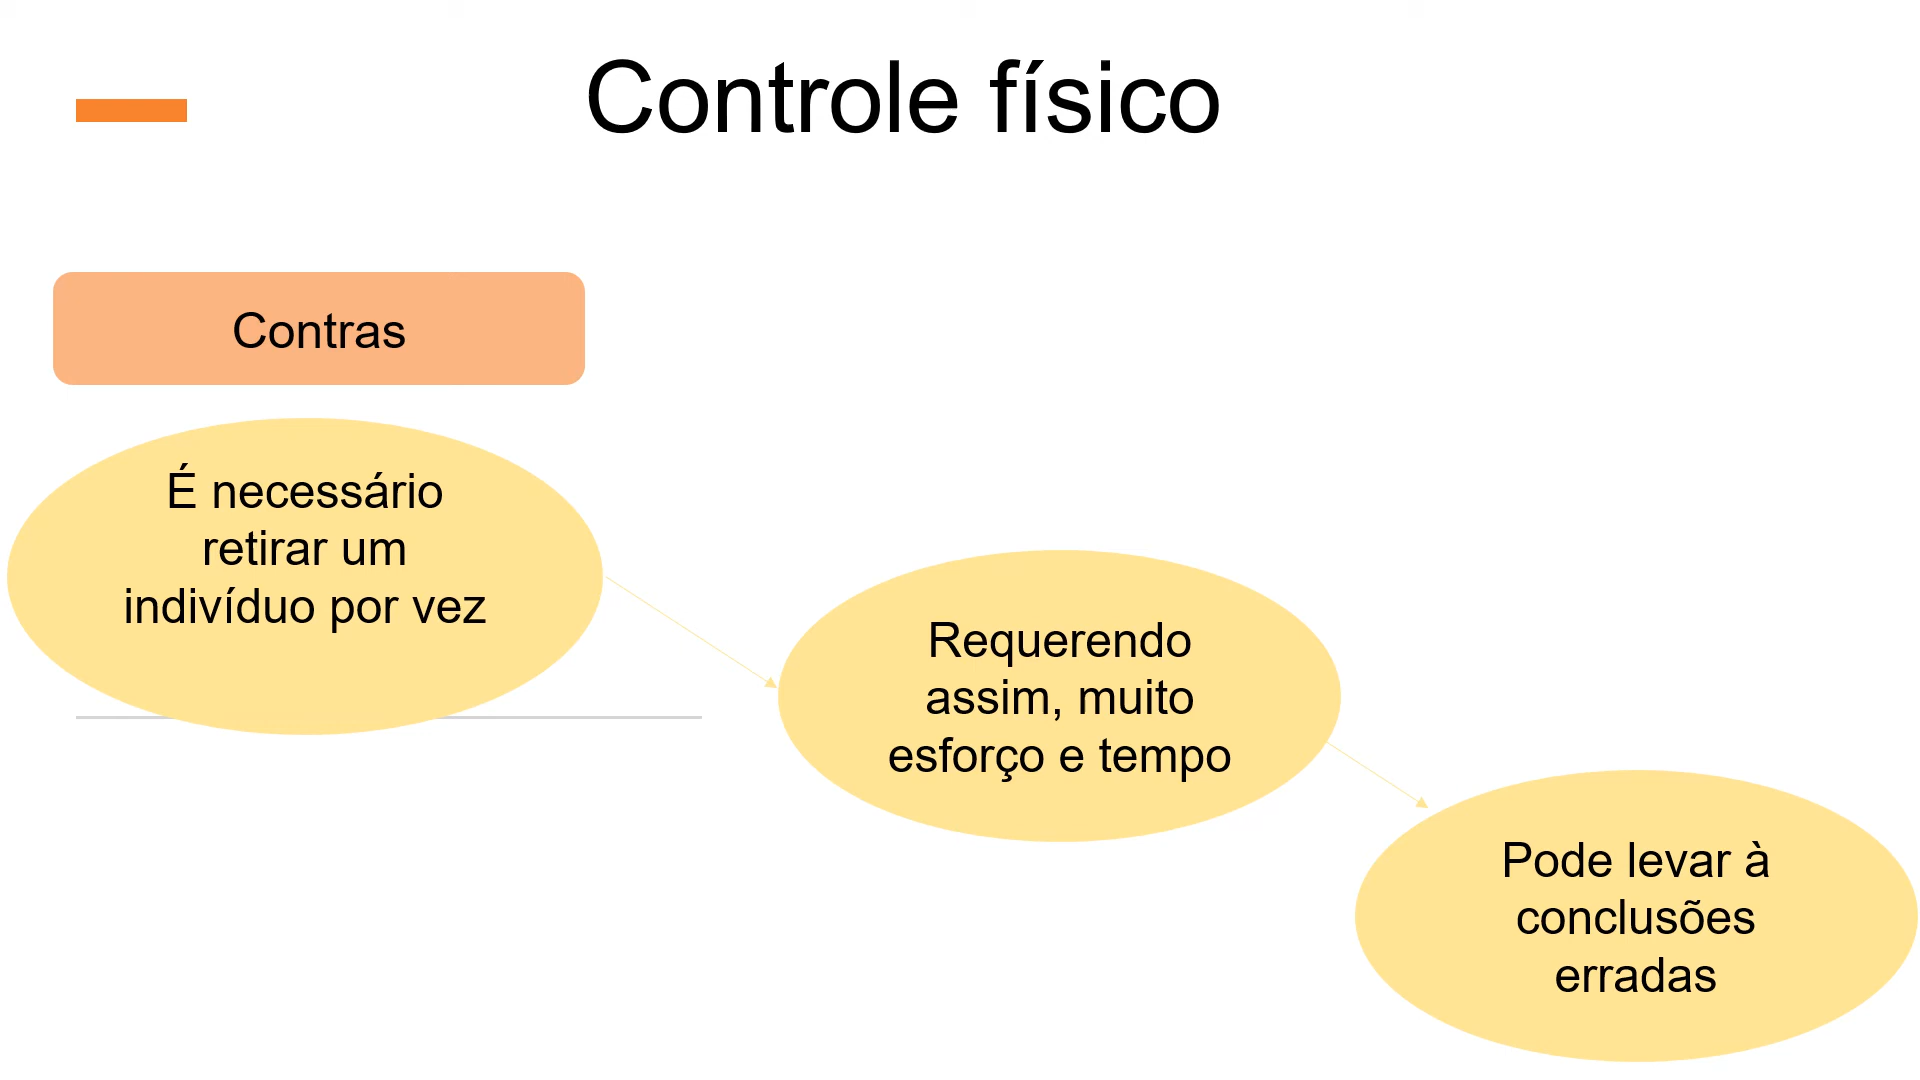 Controle físico
Contras
É necessário
retirar um
indivíduo por vez
Requerendo
assim, muito
esforço e tempo
Pode levar à
conclusões
erradas